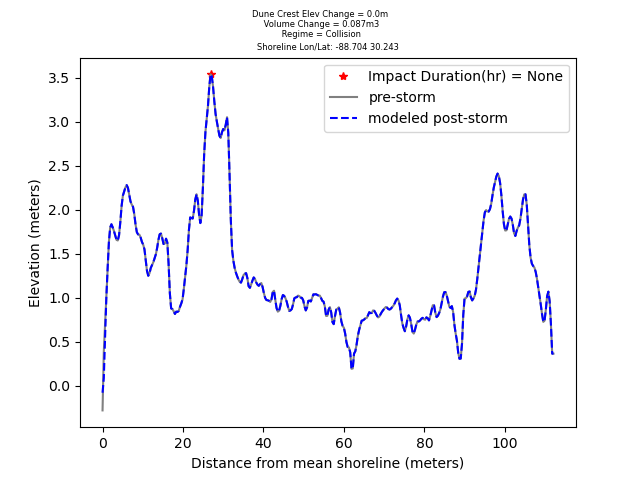 Dune Crest Elev Change = 0.0m
Volume Change = 0.087m3
Regime = Collision
Shoreline Lon/Lat: -88.704 30.243
Impact Duration(hr) = None
pre-storm
modeled post-storm
Elevation (meters)
3.5
3.0
2.5
2.0
1.5
1.0
0.5
0.0
0 20 40 60 80 100
Distance from mean shoreline (meters)